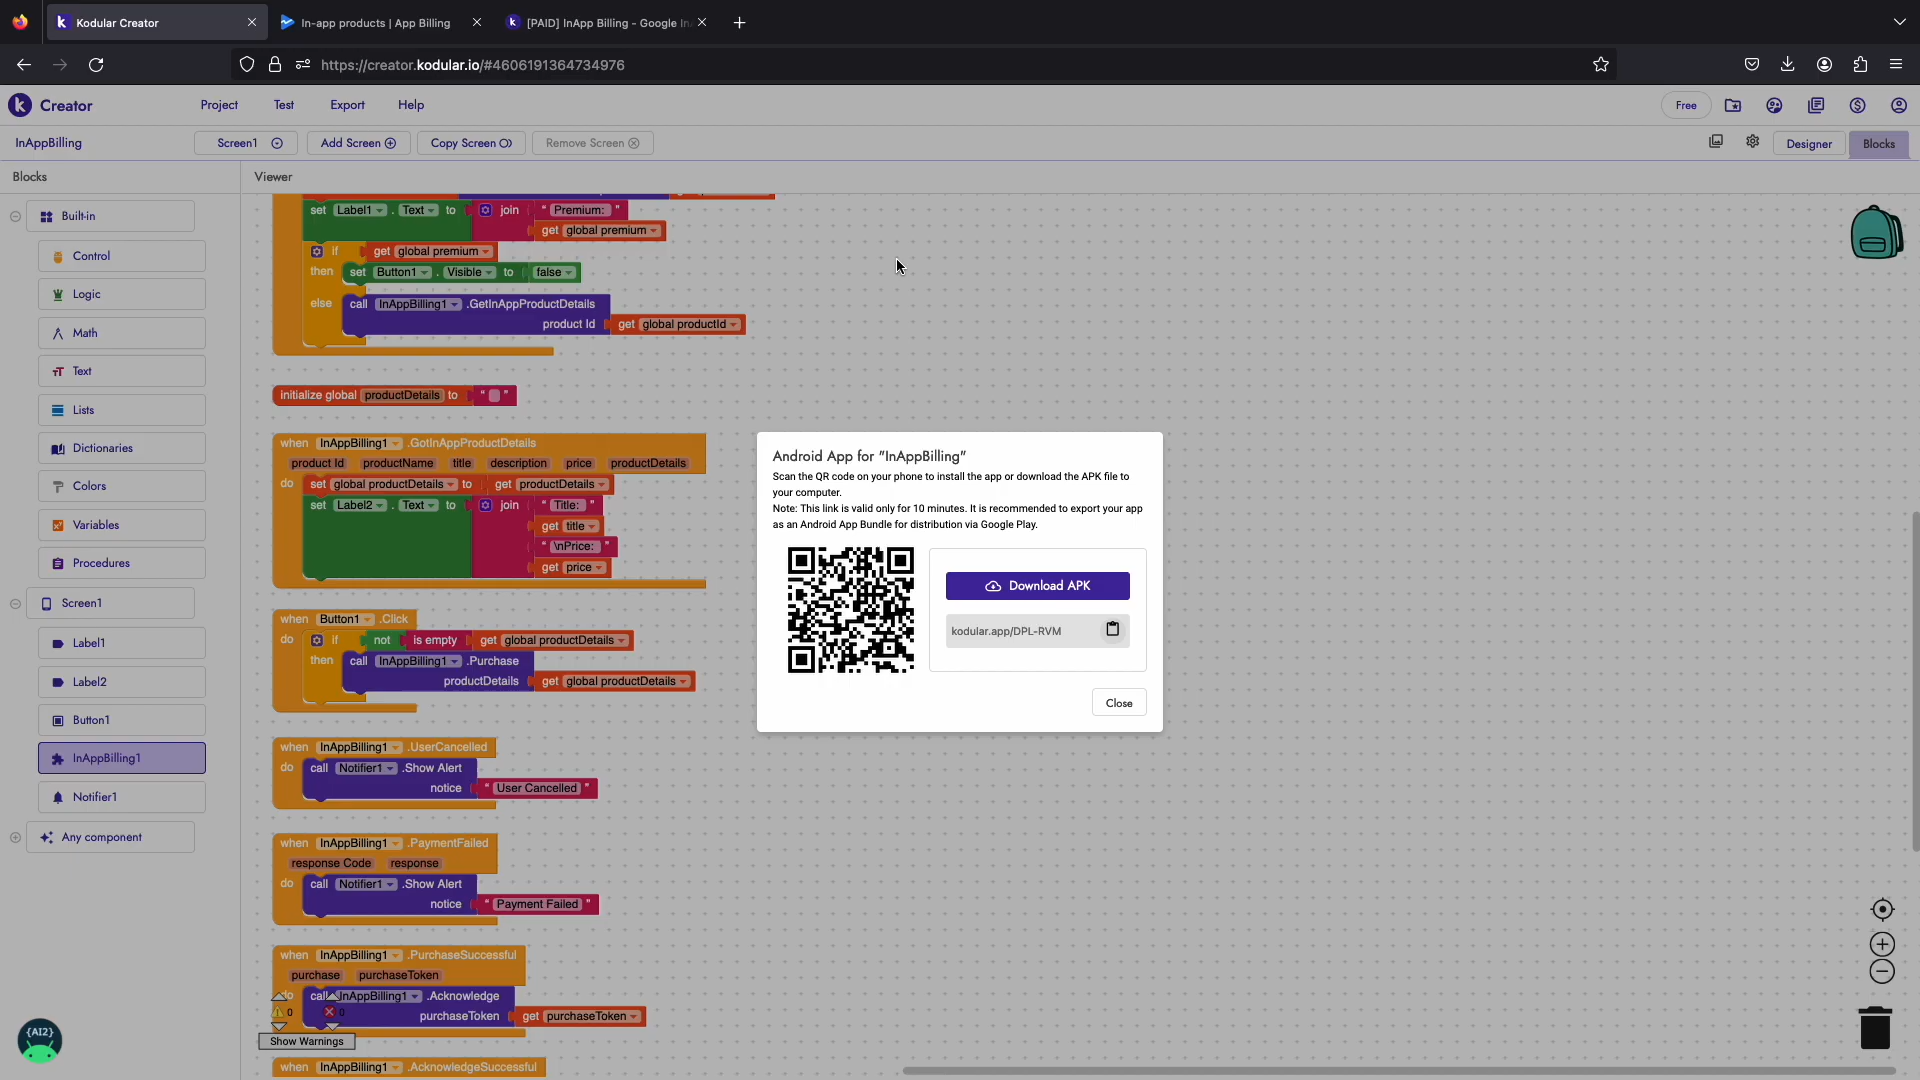 Kodular Creator
In-app products | App Billing
[PAID] InApp Billing - Google In
https://creator.kodular.io/#4606191364734976
Creator
Project
Test
Export
Help
Free
InAppBilling
Screen1
Add Screen
Copy Screen
Remove Screen
Designer
Blocks
Blocks
Viewer
Built-in
Control
Logic
Math
Text
Lists
Dictionaries
Colors
Variables
Procedures
Screen1
Label1
Label2
Button1
InAppBilling1
Notifier1
Any component
set Label1 . Text to join " Premium: "
get global premium
if get global premium
then set Button1 . Visible to false
else call InAppBilling1 .GetInAppProductDetails
product Id get global productId
initialize global productDetails to " "
when InAppBilling1 .GotInAppProductDetails
product Id productName title description price productDetails
do set global productDetails to get productDetails
set Label2 . Text to join " Title: "
get title
" \nPrice: "
get price
when Button1 .Click
do if not is empty get global productDetails
then call InAppBilling1 .Purchase
productDetails get global productDetails
when InAppBilling1 .UserCancelled
do call Notifier1 .Show Alert
notice " User Cancelled "
when InAppBilling1 .PaymentFailed
response Code response
do call Notifier1 .Show Alert
notice " Payment Failed "
when InAppBilling1 .PurchaseSuccessful
purchase purchaseToken
do call InAppBilling1 .Acknowledge
purchaseToken get purchaseToken
0 0
Show Warnings
when InAppBilling1 .AcknowledgeSuccessful
Android App for "InAppBilling"
Scan the QR code on your phone to install the app or download the APK file to
your computer.
Note: This link is valid only for 10 minutes. It is recommended to export your app
as an Android App Bundle for distribution via Google Play.
Download APK
kodular.app/DPL-RVM
Close
{AI2}